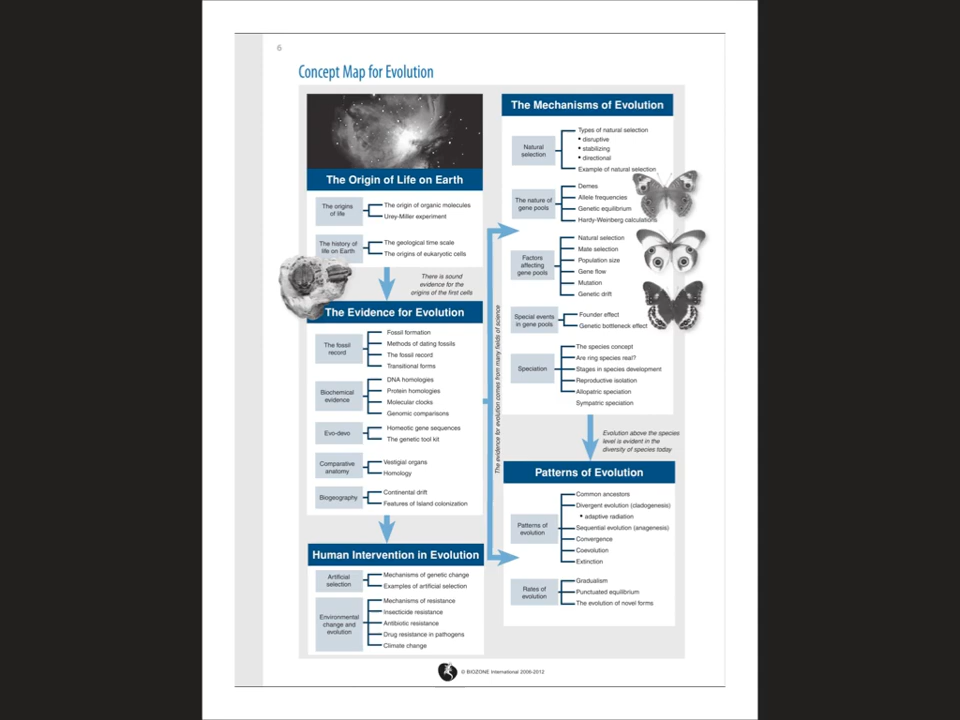 6
Concept Map for Evolution
The Origin of Life on Earth
The origins
of life
The origin of organic molecules
Urey-Miller experiment
The history of
life on Earth
The geological time scale
The origins of eukaryotic cells
There is sound
evidence for the
origins of the first cells
The Evidence for Evolution
The fossil
record
Fossil formation
Methods of dating fossils
The fossil record
Transitional forms
Biochemical
evidence
DNA homologies
Protein homologies
Molecular clocks
Genomic comparisons
Evo-devo
Homeotic gene sequences
The genetic tool kit
Comparative
anatomy
Vestigial organs
Homology
Biogeography
Continental drift
Features of Island colonization
Human Intervention in Evolution
Artificial
selection
Mechanisms of genetic change
Examples of artificial selection
Environmental
change and
evolution
Mechanisms of resistance
Insecticide resistance
Antibiotic resistance
Drug resistance in pathogens
Climate change
The evidence for evolution comes from many fields of science
The Mechanisms of Evolution
Natural
selection
Types of natural selection
• disruptive
• stabilizing
• directional
Example of natural selection
The nature of
gene pools
Demes
Allele frequencies
Genetic equilibrium
Hardy-Weinberg calculations
Factors
affecting
gene pools
Natural selection
Mate selection
Population size
Gene flow
Mutation
Genetic drift
Special events
in gene pools
Founder effect
Genetic bottleneck effect
Speciation
The species concept
Are ring species real?
Stages in species development
Reproductive isolation
Allopatric speciation
Sympatric speciation
Evolution above the species
level is evident in the
diversity of species today
Patterns of Evolution
Patterns of
evolution
Common ancestors
Divergent evolution (cladogenesis)
• adaptive radiation
Sequential evolution (anagenesis)
Convergence
Coevolution
Extinction
Rates of
evolution
Gradualism
Punctuated equilibrium
The evolution of novel forms
© BIOZONE International 2006-2012